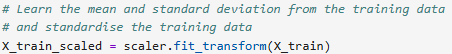 # Learn the mean and standard deviation from the training data
# and standardise the training data
X_train_scaled = scaler.fit_transform(X_train)